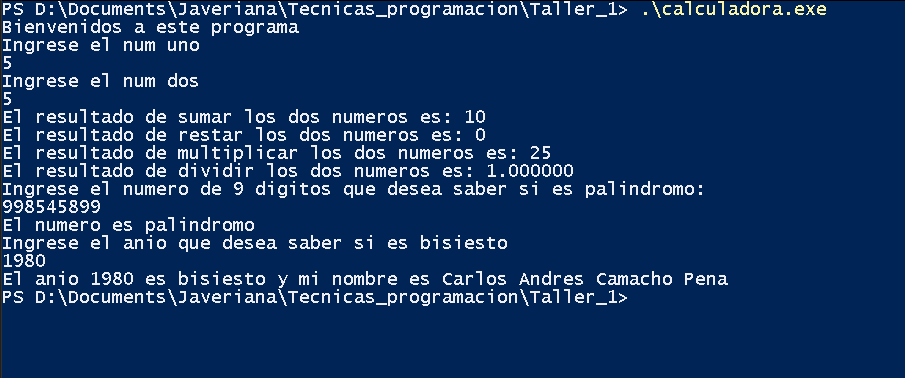 PS D:\Documents\Javeriana\Tecnicas_programacion\Taller_1> .\calculadora.exe
Bienvenidos a este programa
Ingrese el num uno
5
Ingrese el num dos
5
El resultado de sumar los dos numeros es: 10
El resultado de restar los dos numeros es: 0
El resultado de multiplicar los dos numeros es: 25
El resultado de dividir los dos numeros es: 1.000000
Ingrese el numero de 9 digitos que desea saber si es palindromo:
998545899
El numero es palindromo
Ingrese el anio que desea saber si es bisiesto
1980
El anio 1980 es bisiesto y mi nombre es Carlos Andres Camacho Pena
PS D:\Documents\Javeriana\Tecnicas_programacion\Taller_1>